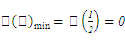 □(□)min = □(1/2) = 0